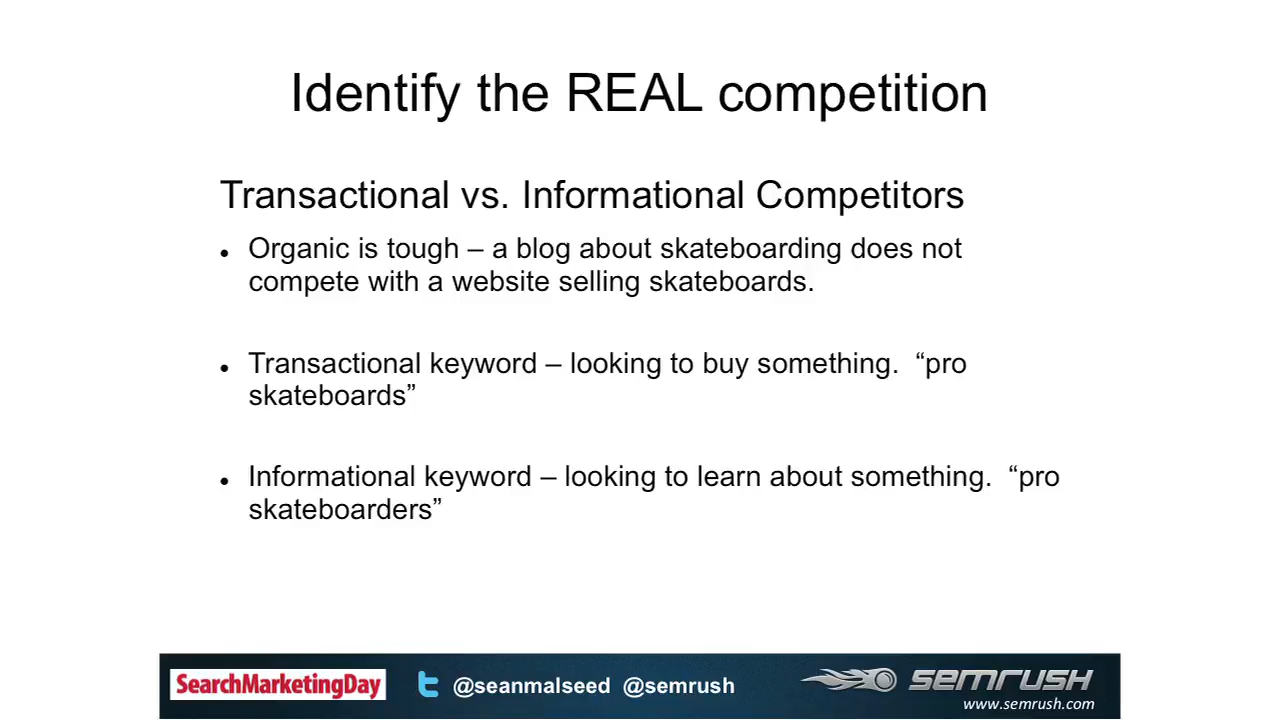 Identify the REAL competition
Transactional vs. Informational Competitors
• Organic is tough – a blog about skateboarding does not
compete with a website selling skateboards.
• Transactional keyword – looking to buy something.  “pro
skateboards”
• Informational keyword – looking to learn about something.  “pro
skateboarders”
SearchMarketingDay
@seanmalseed @semrush
semrush
www.semrush.com